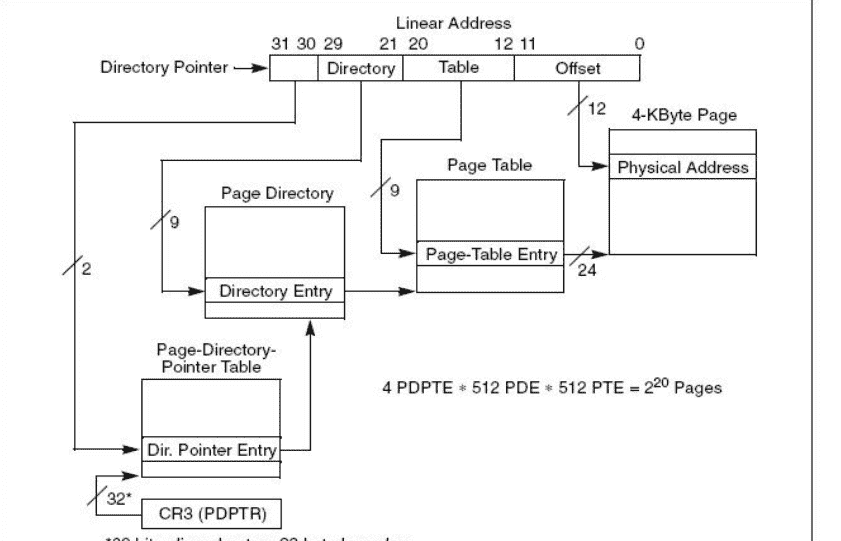 Linear Address
31 30 29 21 20 12 11 0
Directory Pointer Directory Table Offset
12
4-KByte Page
Physical Address
Page Table
9
Page Directory
9
Page-Table Entry
24
2
Directory Entry
Page-Directory-
Pointer Table
4 PDPTE * 512 PDE * 512 PTE = 2²⁰ Pages
Dir. Pointer Entry
32*
CR3 (PDPTR)